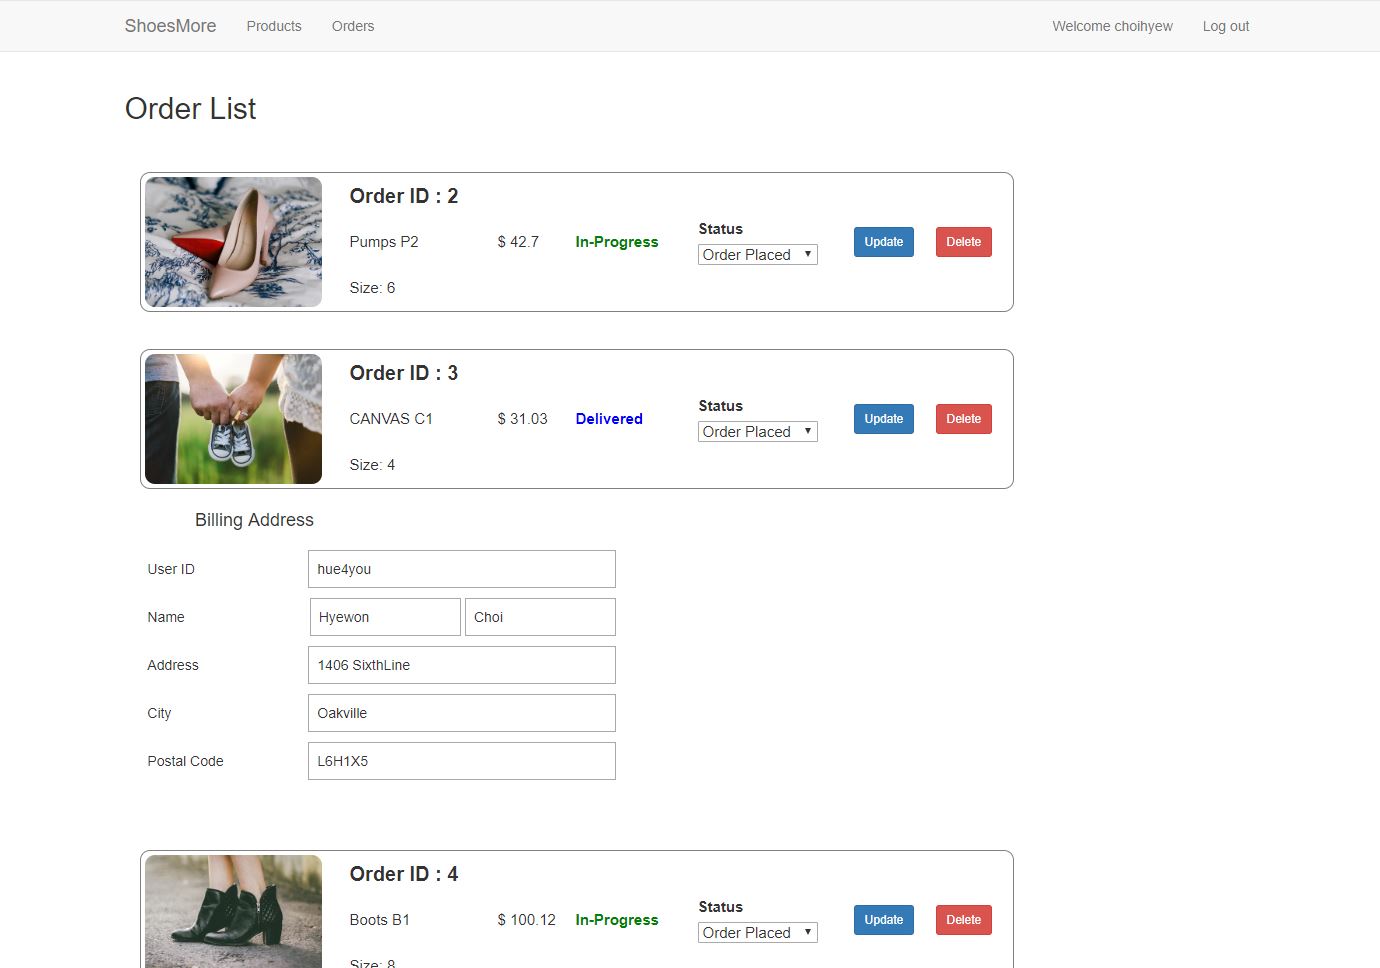 ShoesMore Products Orders Welcome choihyew Log out
Order List
Order ID : 2
Status
Pumps P2 $ 42.7 In-Progress Order Placed Update Delete
Size: 6
Order ID : 3
Status
CANVAS C1 $ 31.03 Delivered Order Placed Update Delete
Size: 4
Billing Address
User ID hue4you
Name Hyewon Choi
Address 1406 SixthLine
City Oakville
Postal Code L6H1X5
Order ID : 4
Status
Boots B1 $ 100.12 In-Progress Order Placed Update Delete
Size: 8